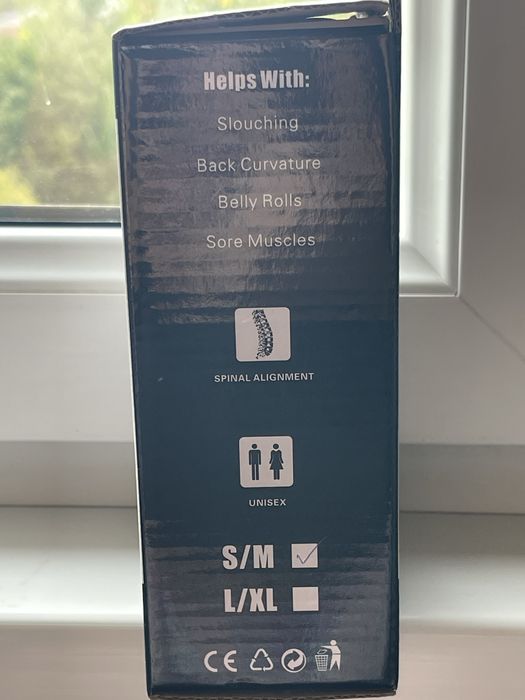 Helps With:
Slouching
Back Curvature
Belly Rolls
Sore Muscles
SPINAL ALIGNMENT
UNISEX
S/M
L/XL
CE